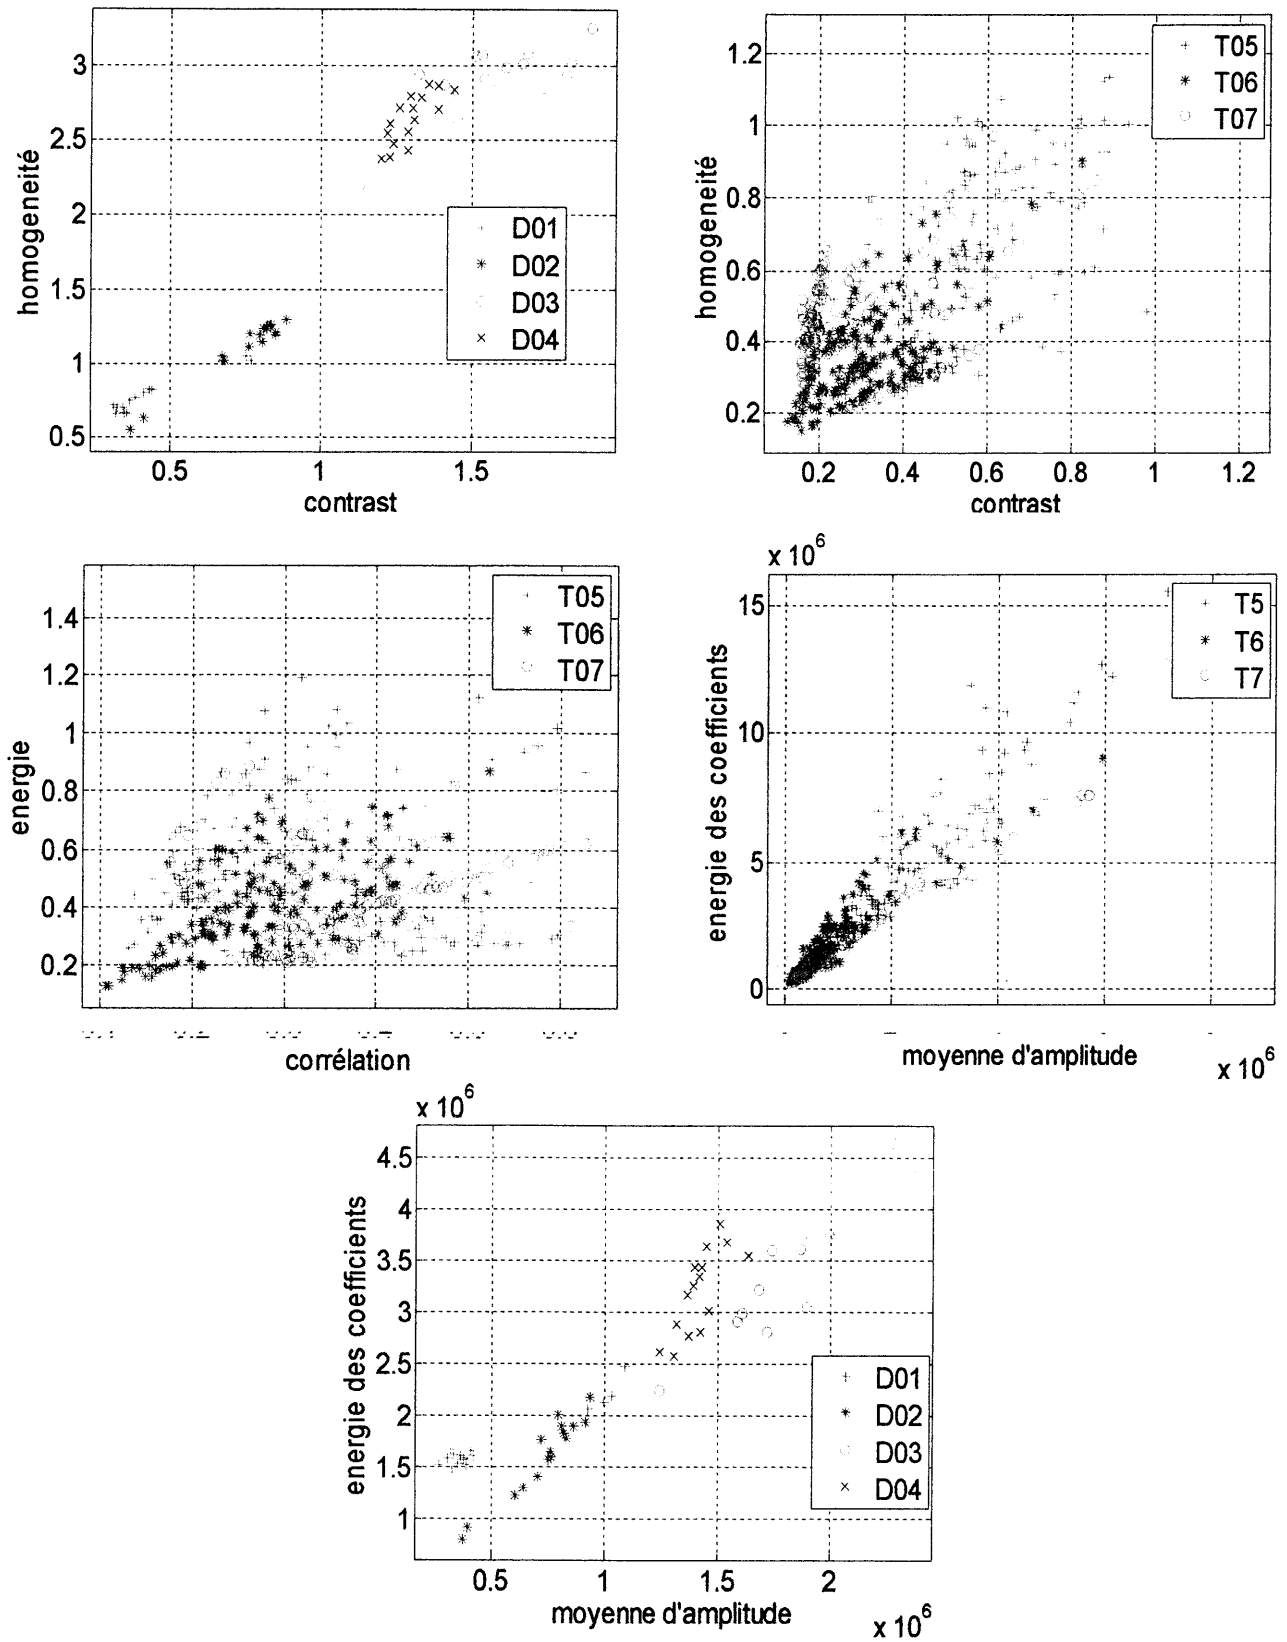 3
2.5
2
1.5
1
0.5
homogeneité
D01
D02
D03
D04
0.5 1 1.5
contrast
1.2
1
0.8
0.6
0.4
0.2
homogeneité
T05
T06
T07
0.2 0.4 0.6 0.8 1 1.2
contrast
1.4
1.2
1
0.8
0.6
0.4
0.2
energie
T05
T06
T07
corrélation
x 10^6
15
10
5
0
energie des coefficients
T5
T6
T7
moyenne d'amplitude
x 10^6
x 10^6
4.5
4
3.5
3
2.5
2
1.5
1
energie des coefficients
D01
D02
D03
D04
0.5 1 1.5 2
moyenne d'amplitude
x 10^6